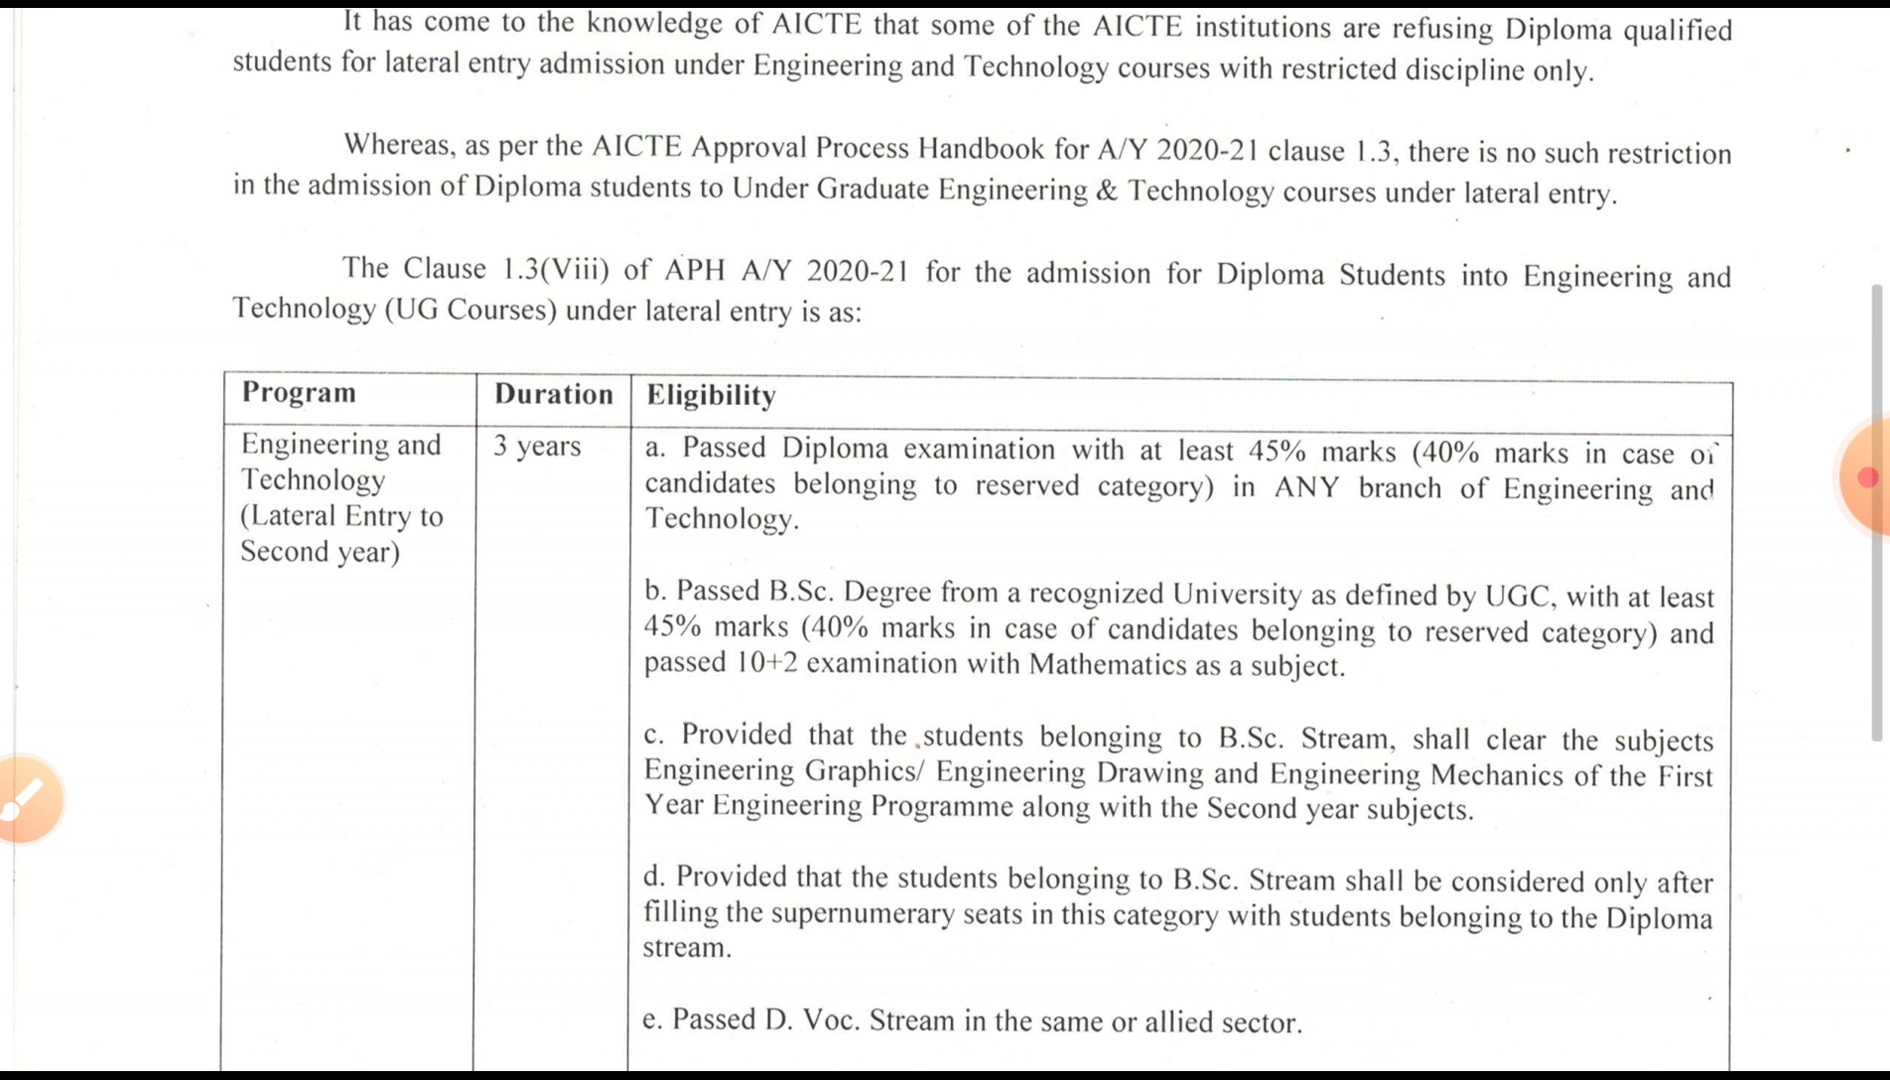 It has come to the knowledge of AICTE that some of the AICTE institutions are refusing Diploma qualified
students for lateral entry admission under Engineering and Technology courses with restricted discipline only.
Whereas, as per the AICTE Approval Process Handbook for A/Y 2020-21 clause 1.3, there is no such restriction
in the admission of Diploma students to Under Graduate Engineering & Technology courses under lateral entry.
The Clause 1.3(Viii) of APH A/Y 2020-21 for the admission for Diploma Students into Engineering and
Technology (UG Courses) under lateral entry is as:
Program
Duration
Eligibility
Engineering and
Technology
(Lateral Entry to
Second year)
3 years
a. Passed Diploma examination with at least 45% marks (40% marks in case of
candidates belonging to reserved category) in ANY branch of Engineering and
Technology.
b. Passed B.Sc. Degree from a recognized University as defined by UGC, with at least
45% marks (40% marks in case of candidates belonging to reserved category) and
passed 10+2 examination with Mathematics as a subject.
c. Provided that the students belonging to B.Sc. Stream, shall clear the subjects
Engineering Graphics/ Engineering Drawing and Engineering Mechanics of the First
Year Engineering Programme along with the Second year subjects.
d. Provided that the students belonging to B.Sc. Stream shall be considered only after
filling the supernumerary seats in this category with students belonging to the Diploma
stream.
e. Passed D. Voc. Stream in the same or allied sector.